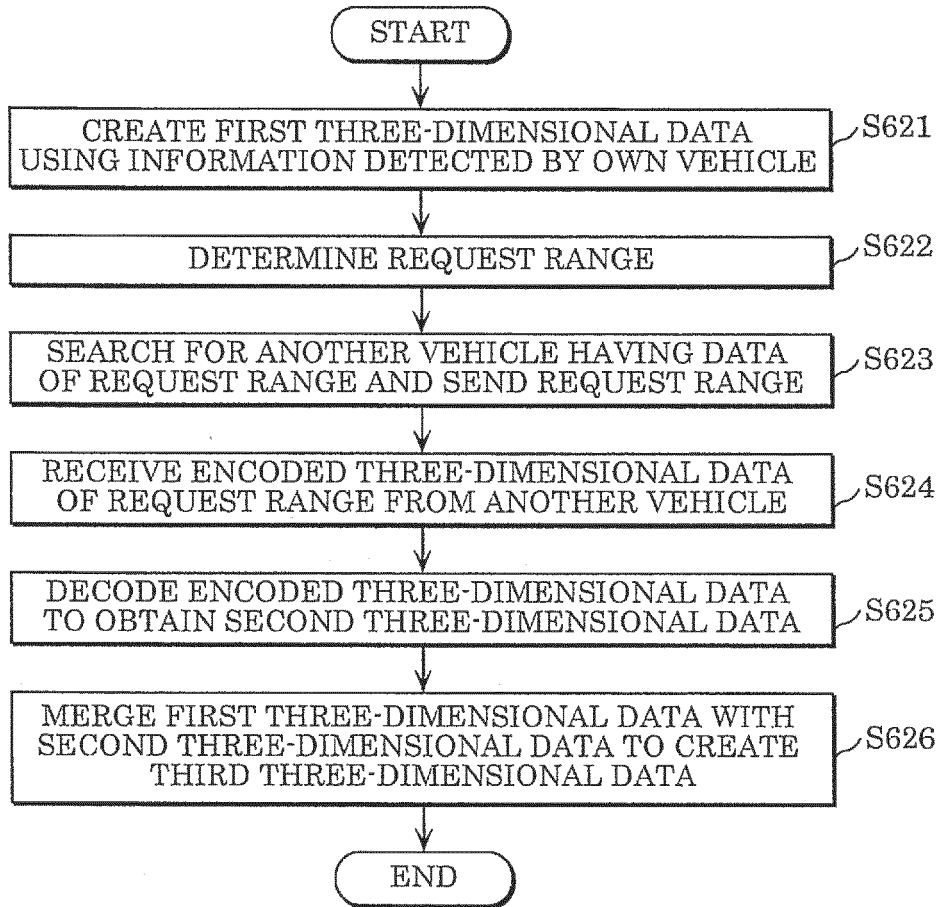 START
CREATE FIRST THREE-DIMENSIONAL DATA
USING INFORMATION DETECTED BY OWN VEHICLE
S621
DETERMINE REQUEST RANGE
S622
SEARCH FOR ANOTHER VEHICLE HAVING DATA
OF REQUEST RANGE AND SEND REQUEST RANGE
S623
RECEIVE ENCODED THREE-DIMENSIONAL DATA
OF REQUEST RANGE FROM ANOTHER VEHICLE
S624
DECODE ENCODED THREE-DIMENSIONAL DATA
TO OBTAIN SECOND THREE-DIMENSIONAL DATA
S625
MERGE FIRST THREE-DIMENSIONAL DATA WITH
SECOND THREE-DIMENSIONAL DATA TO CREATE
THIRD THREE-DIMENSIONAL DATA
S626
END